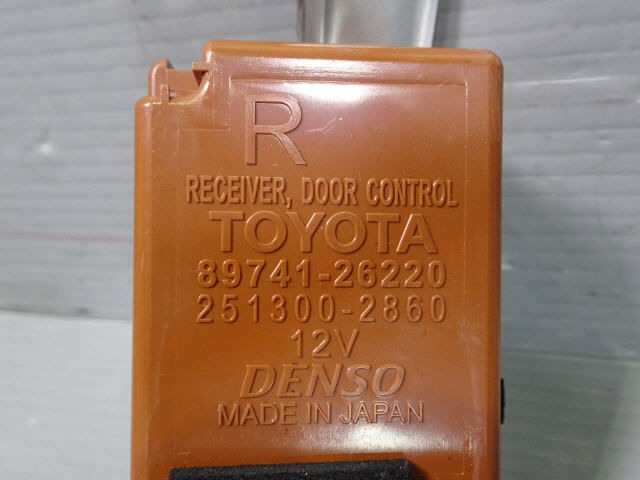 R
RECEIVER, DOOR CONTROL
TOYOTA
89741-26220
251300-2860
12V
DENSO
MADE IN JAPAN